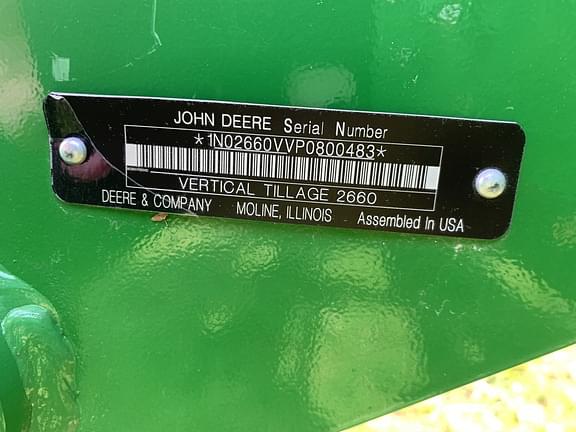 JOHN DEERE Serial Number
*1N02660VVP0800483*
VERTICAL TILLAGE 2660
DEERE & COMPANY MOLINE, ILLINOIS Assembled in USA